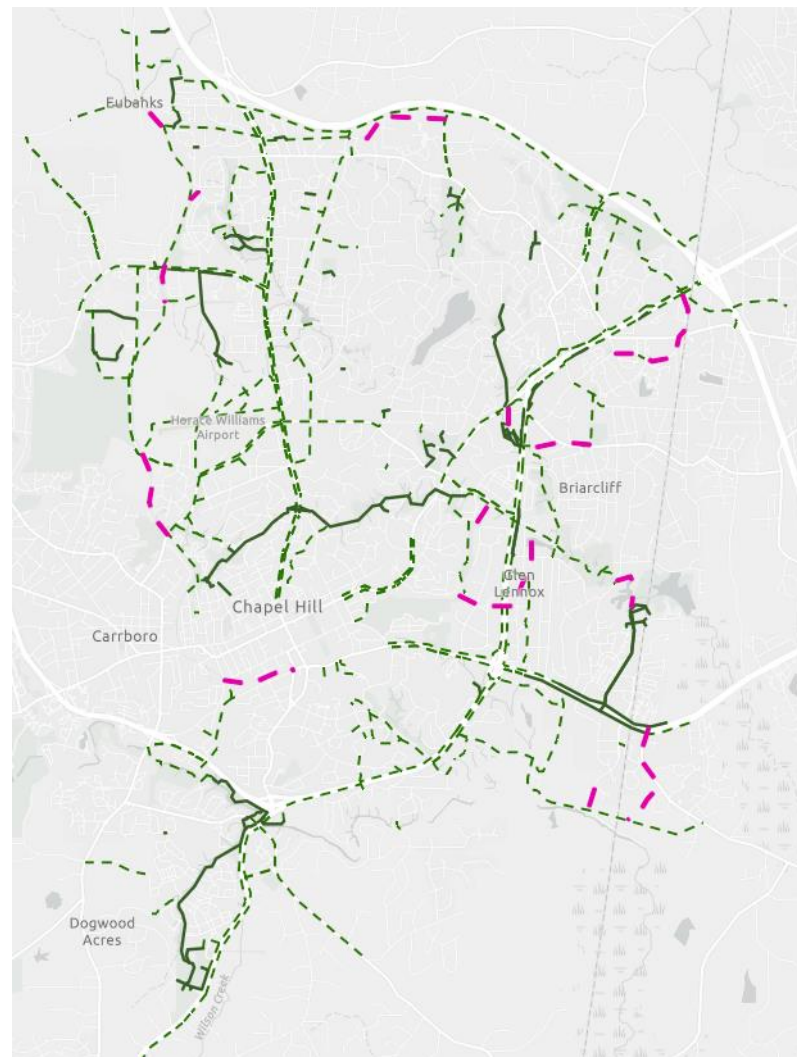 Eubanks
Horace Williams
Airport
Briarcliff
Glen
Lennox
Chapel Hill
Carrboro
Dogwood
Acres
Wilson Creek